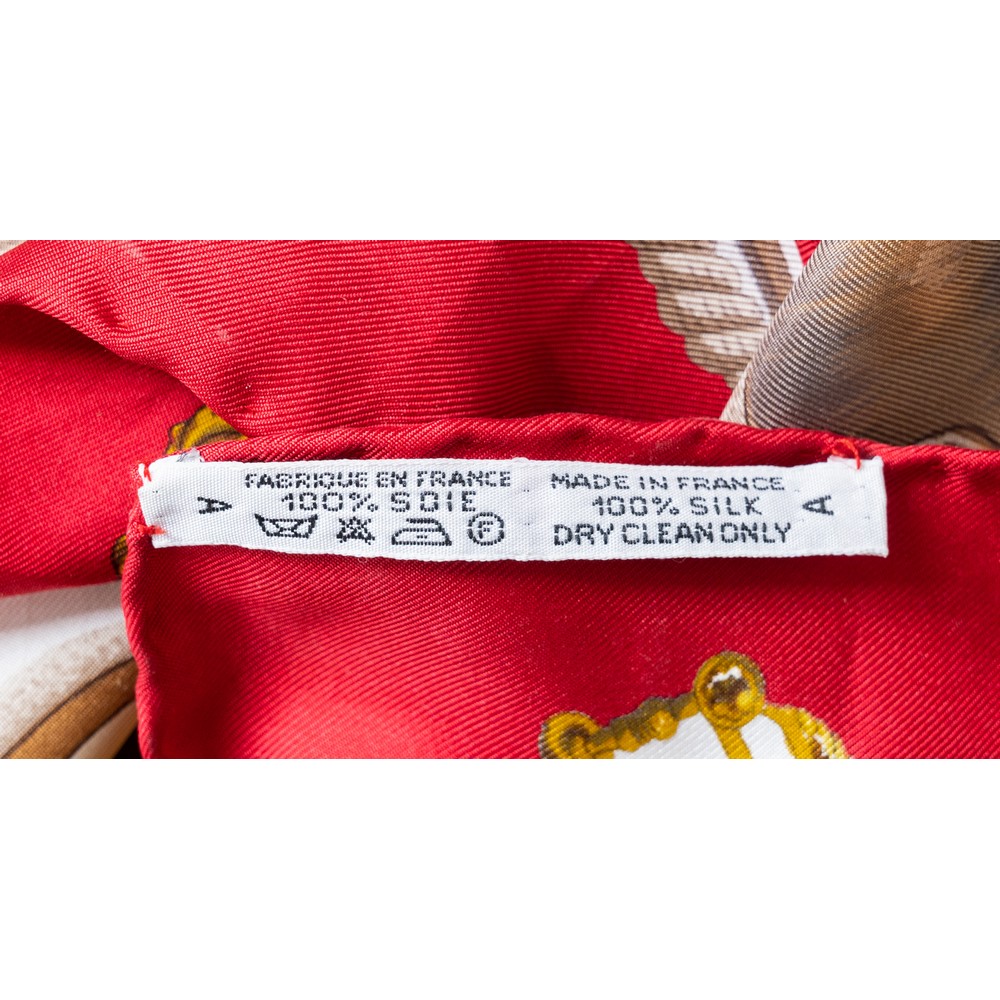 FABRIQUE EN FRANCE
100% SOIE
A
F
MADE IN FRANCE
100% SILK
DRY CLEAN ONLY
A